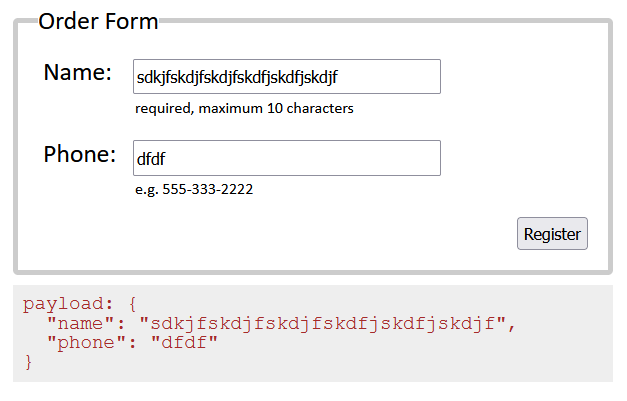 Order Form
Name: sdkjfskdjfskdjfskdfjskdfjskdjf
required, maximum 10 characters
Phone: dfdf
e.g. 555-333-2222
Register
payload: {
"name": "sdkjfskdjfskdjfskdfjskdfjskdjf",
"phone": "dfdf"
}